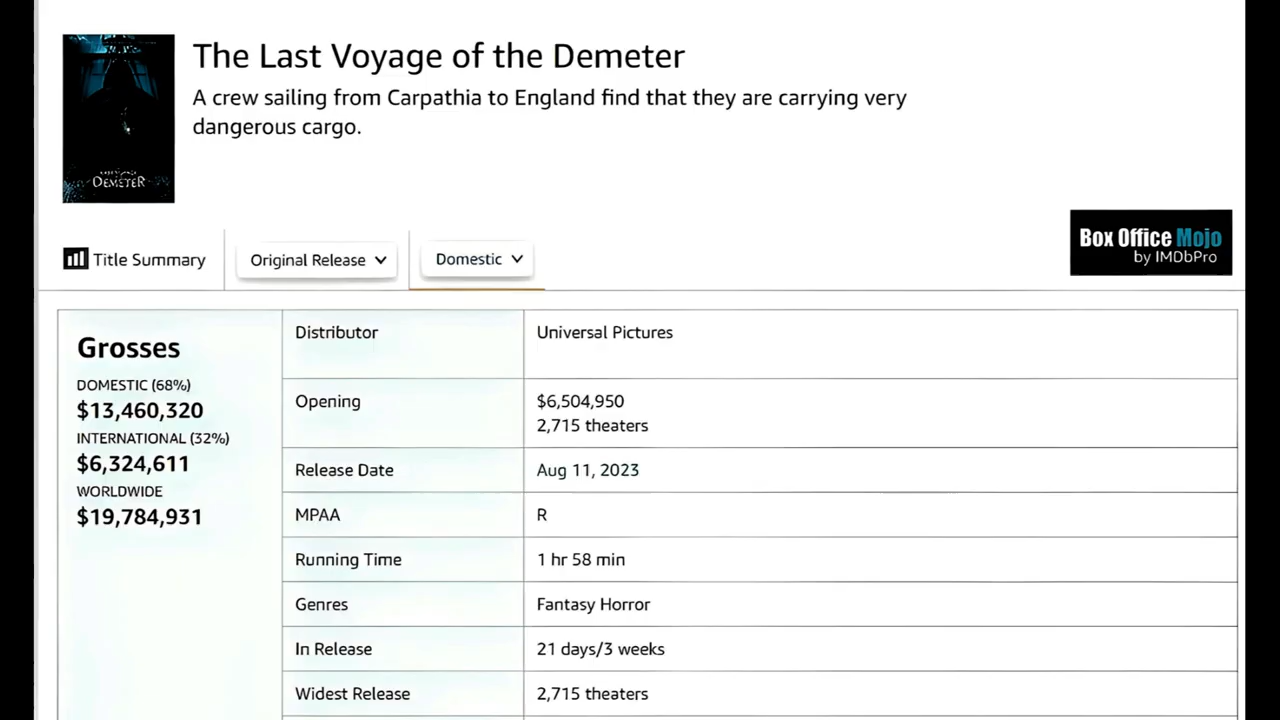 The Last Voyage of the Demeter
A crew sailing from Carpathia to England find that they are carrying very
dangerous cargo.
DEMETER
Title Summary
Original Release
Domestic
Box Office Mojo
by IMDbPro
Grosses
DOMESTIC (68%)
$13,460,320
INTERNATIONAL (32%)
$6,324,611
WORLDWIDE
$19,784,931
Distributor
Universal Pictures
Opening
$6,504,950
2,715 theaters
Release Date
Aug 11, 2023
MPAA
R
Running Time
1 hr 58 min
Genres
Fantasy Horror
In Release
21 days/3 weeks
Widest Release
2,715 theaters